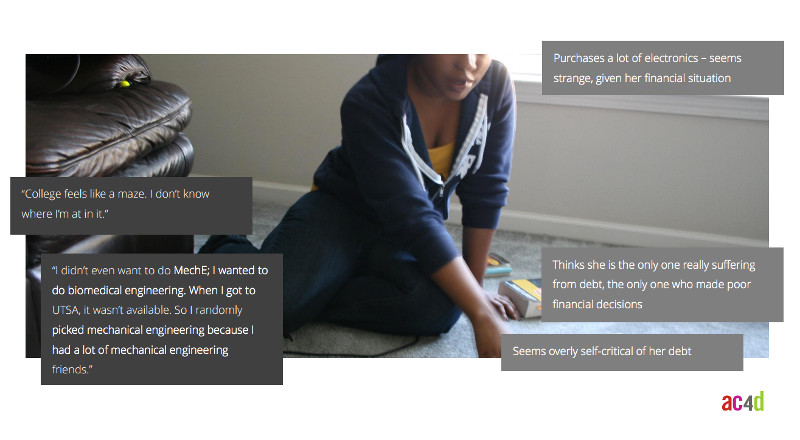 Purchases a lot of electronics – seems
strange, given her financial situation
“College feels like a maze. I don’t know
where I’m at in it.”
“I didn’t even want to do MechE; I wanted to
do biomedical engineering. When I got to
UTSA, it wasn’t available. So I randomly
picked mechanical engineering because I
had a lot of mechanical engineering
friends.”
Thinks she is the only one really suffering
from debt, the only one who made poor
financial decisions
Seems overly self-critical of her debt
ac4d